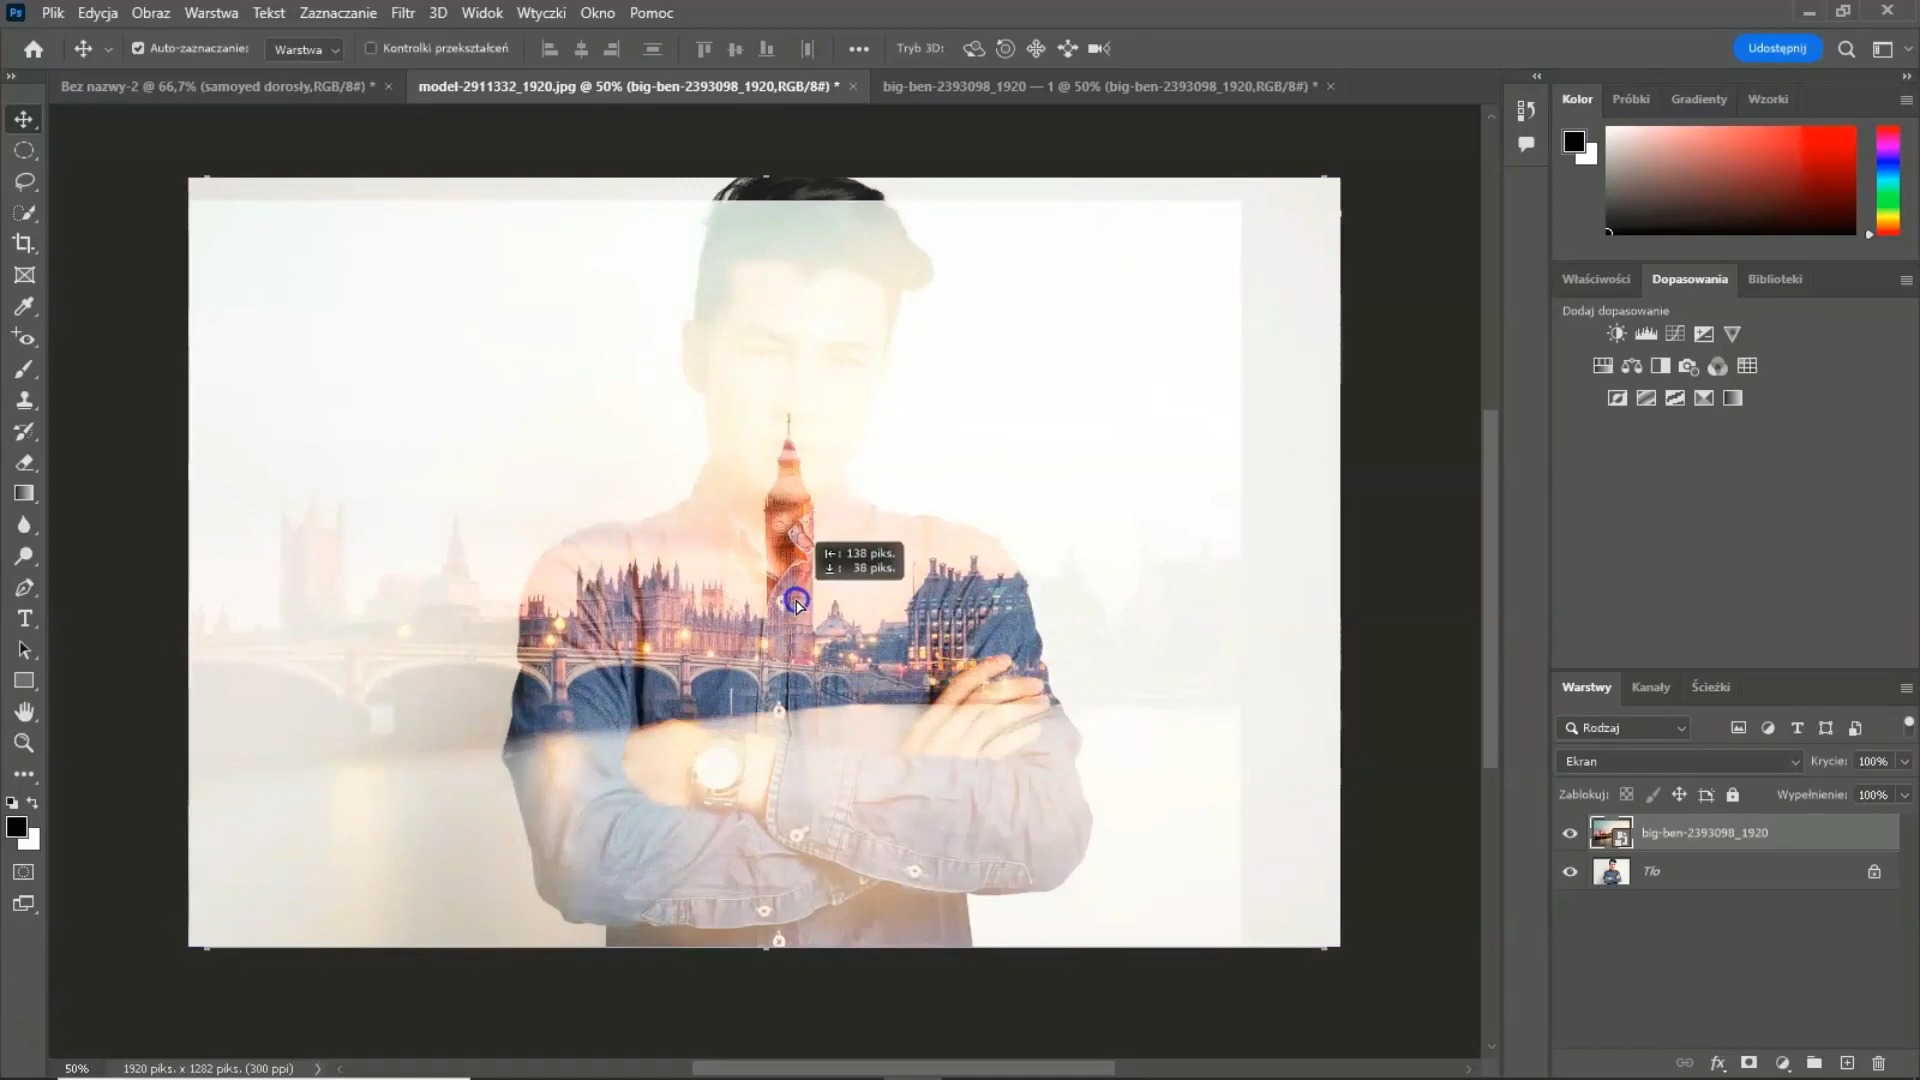 Ps Plik Edycja Obraz Warstwa Tekst Zaznaczanie Filtr 3D Widok Wtyczki Okno Pomoc
Auto-zaznaczanie: Warstwa Kontrolki przekształceń Tryb 3D: Udostępnij
Bez nazwy-2 @ 66,7% (samoyed dorosły,RGB/8#) * model-2911332_1920.jpg @ 50% (big-ben-2393098_1920,RGB/8#) * big-ben-2393098_1920 — 1 @ 50% (big-ben-2393098_1920,RGB/8#) *
Kolor Próbki Gradienty Wzorki
Właściwości Dopasowania Biblioteki
Dodaj dopasowanie
: 138 piks.
: 38 piks.
Warstwy Kanały Ścieżki
Rodzaj
Ekran Krycie: 100%
Zablokuj: Wypełnienie: 100%
big-ben-2393098_1920
Tło
50% 1920 piks. x 1282 piks. (300 ppi)